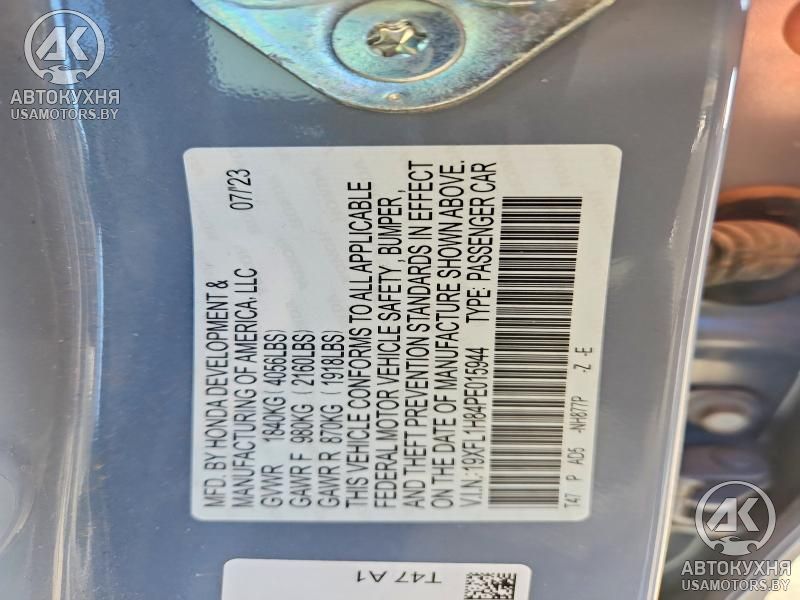 АВТОКУХНЯ
USAMOTORS.BY
MFD. BY HONDA DEVELOPMENT &
MANUFACTURING OF AMERICA, LLC 07/'23
GVWR 1840KG(4056LBS)
GAWR F 980KG ( 2160LBS)
GAWR R 870KG ( 1918LBS)
THIS VEHICLE CONFORMS TO ALL APPLICABLE
FEDERAL MOTOR VEHICLE SAFETY, BUMPER,
AND THEFT PREVENTION STANDARDS IN EFFECT
ON THE DATE OF MANUFACTURE SHOWN ABOVE.
V.I.N.:19XFL1H84PE015944 TYPE: PASSENGER CAR
T47 P AD5 -NH877P -Z -E
T47 A1
АВТОКУХНЯ
USAMOTORS.BY